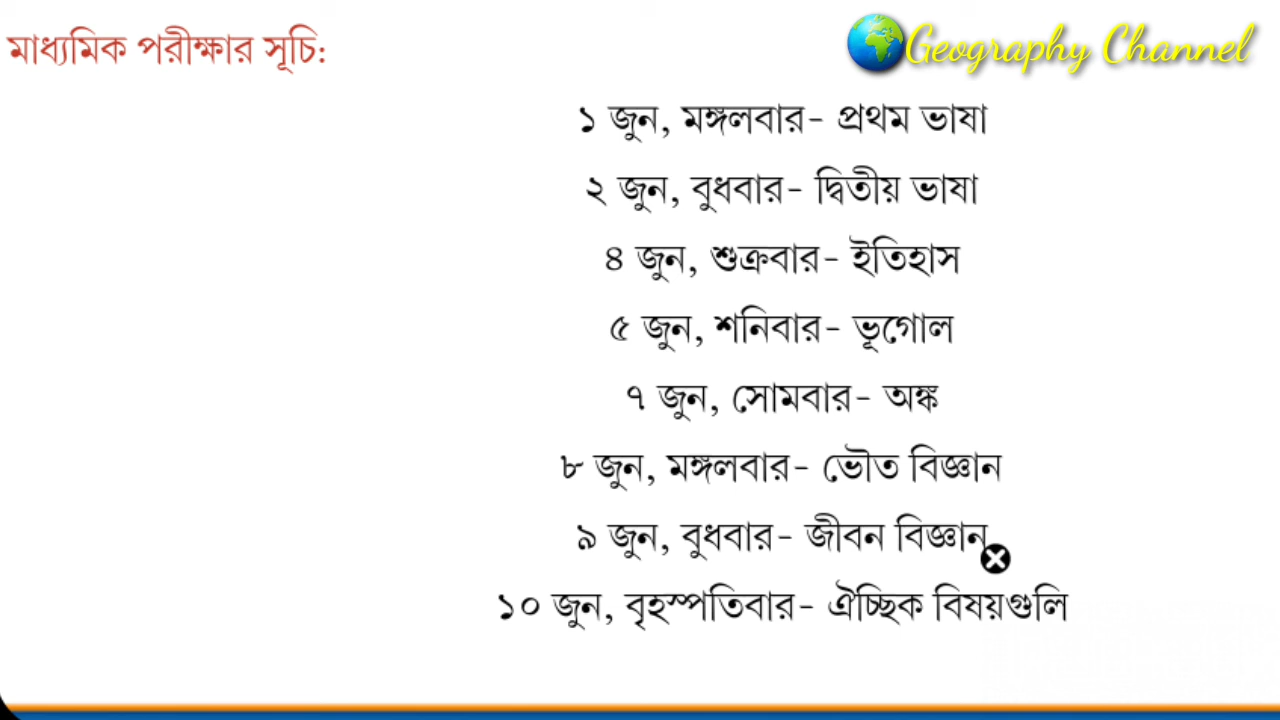 মাধ্যমিক পরীক্ষার সূচি:
Geography Channel
১ জুন, মঙ্গলবার- প্রথম ভাষা
২ জুন, বুধবার- দ্বিতীয় ভাষা
৪ জুন, শুক্রবার- ইতিহাস
৫ জুন, শনিবার- ভূগোল
৭ জুন, সোমবার- অঙ্ক
৮ জুন, মঙ্গলবার- ভৌত বিজ্ঞান
৯ জুন, বুধবার- জীবন বিজ্ঞান
১০ জুন, বৃহস্পতিবার- ঐচ্ছিক বিষয়গুলি